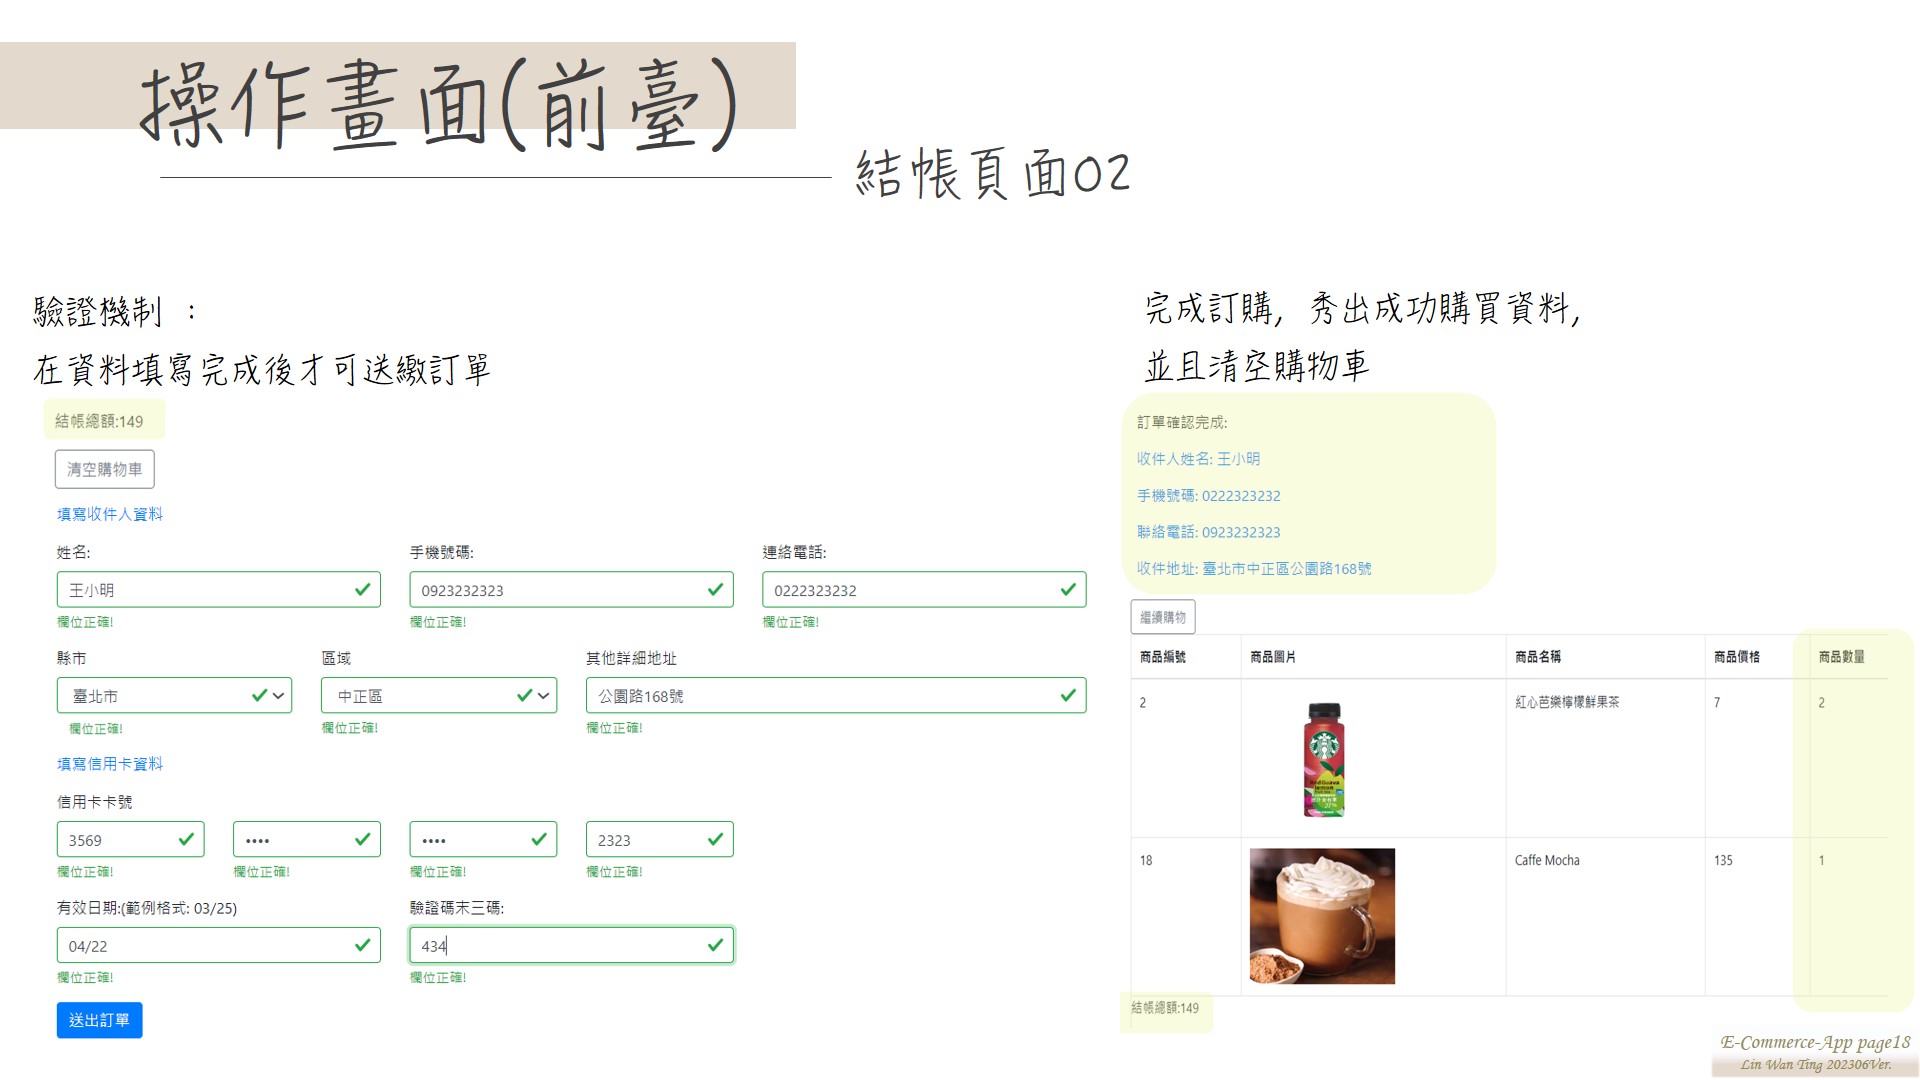 操作畫面(前臺)
結帳頁面02
驗證機制 :
在資料填寫完成後才可送繳訂單
結帳總額:149
清空購物車
填寫收件人資料
姓名: 手機號碼: 連絡電話:
王小明 0923232323 0222323232
欄位正確! 欄位正確! 欄位正確!
縣市 區域 其他詳細地址
臺北市 中正區 公園路168號
欄位正確! 欄位正確! 欄位正確!
填寫信用卡資料
信用卡卡號
3569 •••• •••• 2323
欄位正確! 欄位正確! 欄位正確! 欄位正確!
有效日期:(範例格式: 03/25) 驗證碼末三碼:
04/22 434
欄位正確! 欄位正確!
送出訂單
完成訂購, 秀出成功購買資料,
並且清空購物車
訂單確認完成:
收件人姓名: 王小明
手機號碼: 0222323232
聯絡電話: 0923232323
收件地址: 臺北市中正區公園路168號
繼續購物
商品編號 商品圖片 商品名稱 商品價格 商品數量
2 紅心芭樂檸檬鮮果茶 7 2
18 Caffe Mocha 135 1
結帳總額:149
E-Commerce-App page18
Lin Wan Ting 202306Ver.